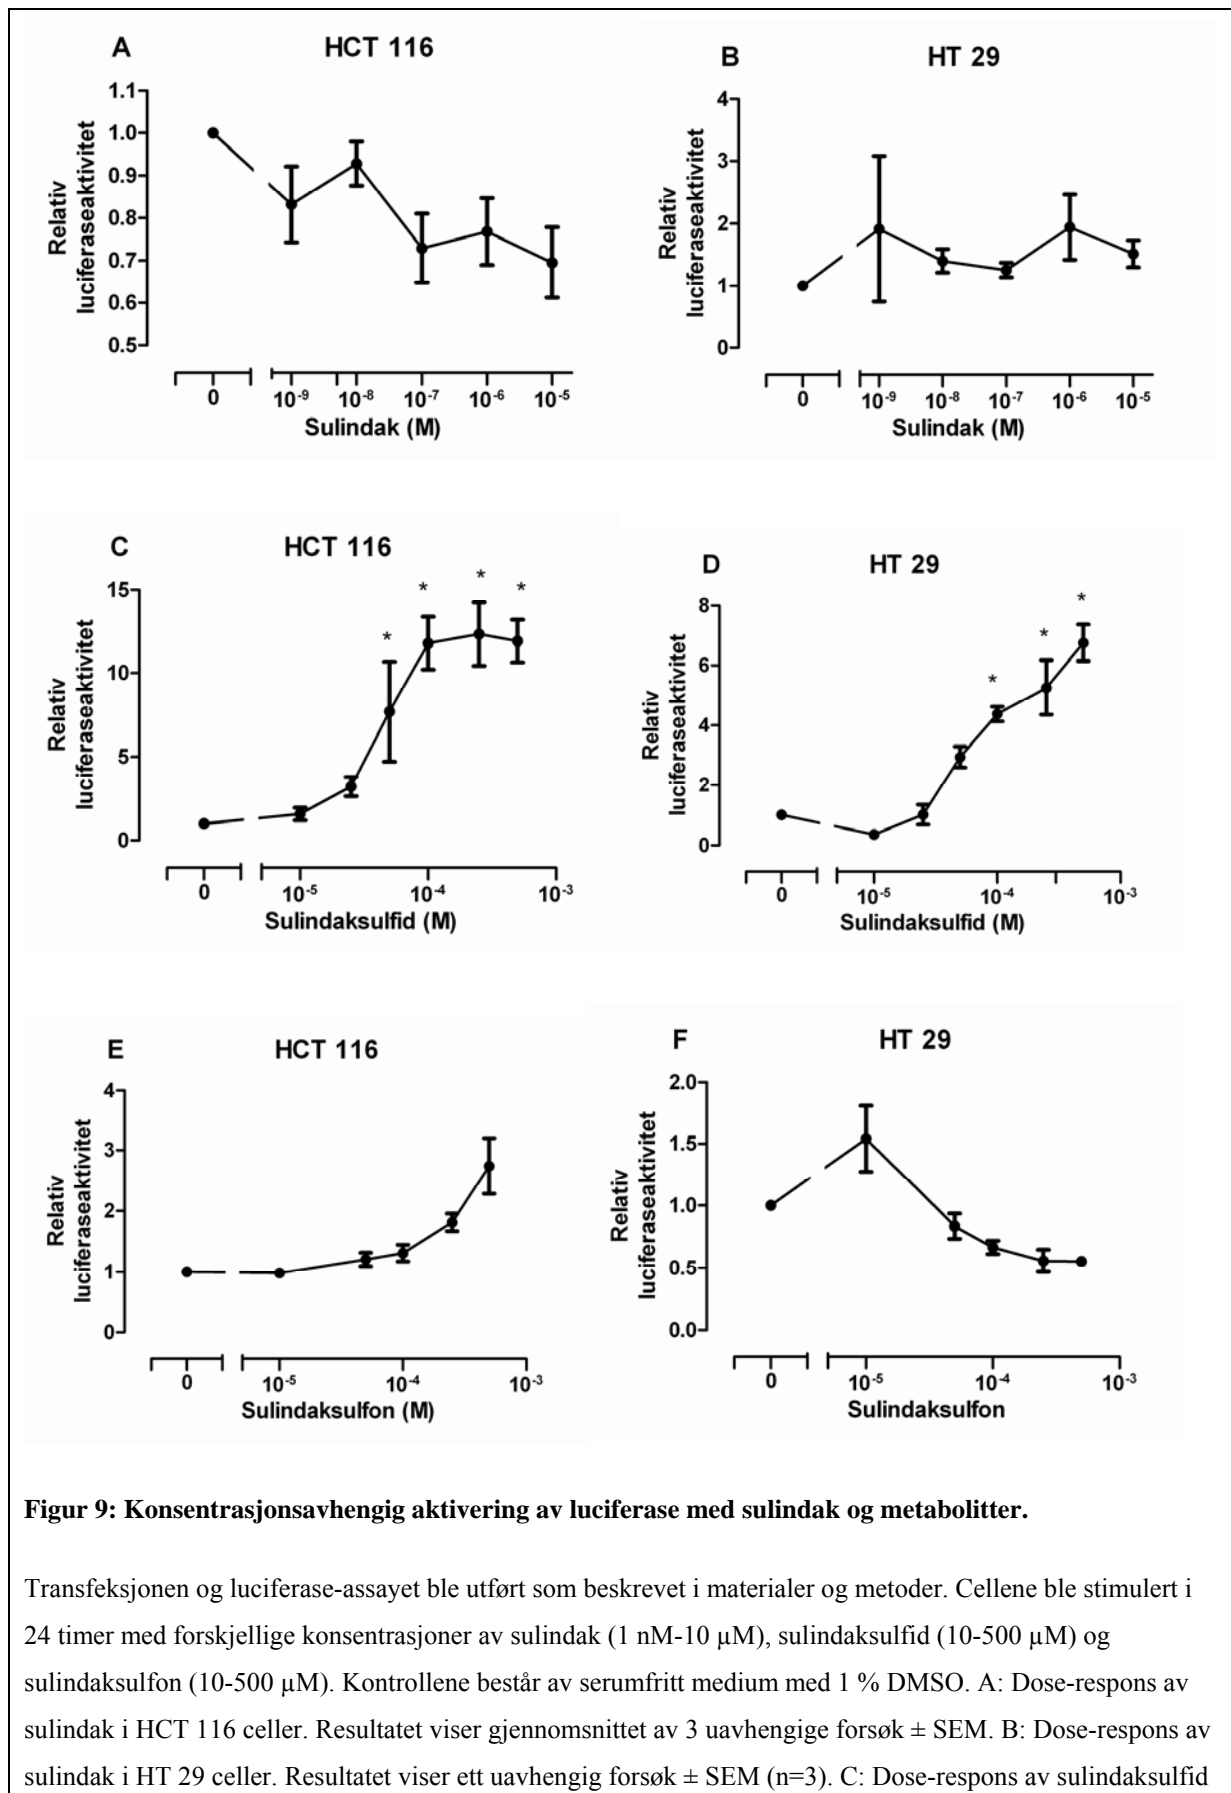 A
HCT 116
Relativ
luciferaseaktivitet
1.1
1.0
0.9
0.8
0.7
0.6
0.5
0 10⁻⁹ 10⁻⁸ 10⁻⁷ 10⁻⁶ 10⁻⁵
Sulindak (M)
B
HT 29
Relativ
luciferaseaktivitet
4
3
2
1
0
0 10⁻⁹ 10⁻⁸ 10⁻⁷ 10⁻⁶ 10⁻⁵
Sulindak (M)
C
HCT 116
Relativ
luciferaseaktivitet
15
10
5
0
* * * *
0 10⁻⁵ 10⁻⁴ 10⁻³
Sulindaksulfid (M)
D
HT 29
Relativ
luciferaseaktivitet
8
6
4
2
0
* * *
0 10⁻⁵ 10⁻⁴ 10⁻³
Sulindaksulfid (M)
E
HCT 116
Relativ
luciferaseaktivitet
4
3
2
1
0
0 10⁻⁵ 10⁻⁴ 10⁻³
Sulindaksulfon (M)
F
HT 29
Relativ
luciferaseaktivitet
2.0
1.5
1.0
0.5
0.0
0 10⁻⁵ 10⁻⁴ 10⁻³
Sulindaksulfon
Figur 9: Konsentrasjonsavhengig aktivering av luciferase med sulindak og metabolitter.
Transfeksjonen og luciferase-assayet ble utført som beskrevet i materialer og metoder. Cellene ble stimulert i
24 timer med forskjellige konsentrasjoner av sulindak (1 nM-10 µM), sulindaksulfid (10-500 µM) og
sulindaksulfon (10-500 µM). Kontrollene består av serumfritt medium med 1 % DMSO. A: Dose-respons av
sulindak i HCT 116 celler. Resultatet viser gjennomsnittet av 3 uavhengige forsøk ± SEM. B: Dose-respons av
sulindak i HT 29 celler. Resultatet viser ett uavhengig forsøk ± SEM (n=3). C: Dose-respons av sulindaksulfid